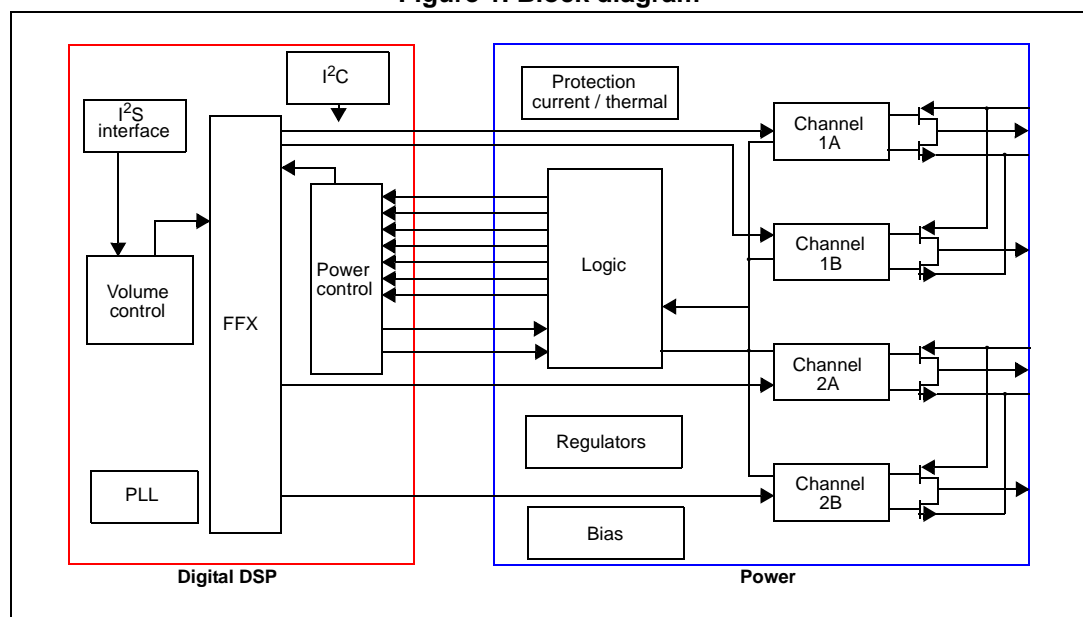 Figure 1. Block diagram
I²C
I²S
interface
Volume
control
FFX
Power
control
PLL
Digital DSP
Protection
current / thermal
Logic
Regulators
Bias
Channel
1A
Channel
1B
Channel
2A
Channel
2B
Power